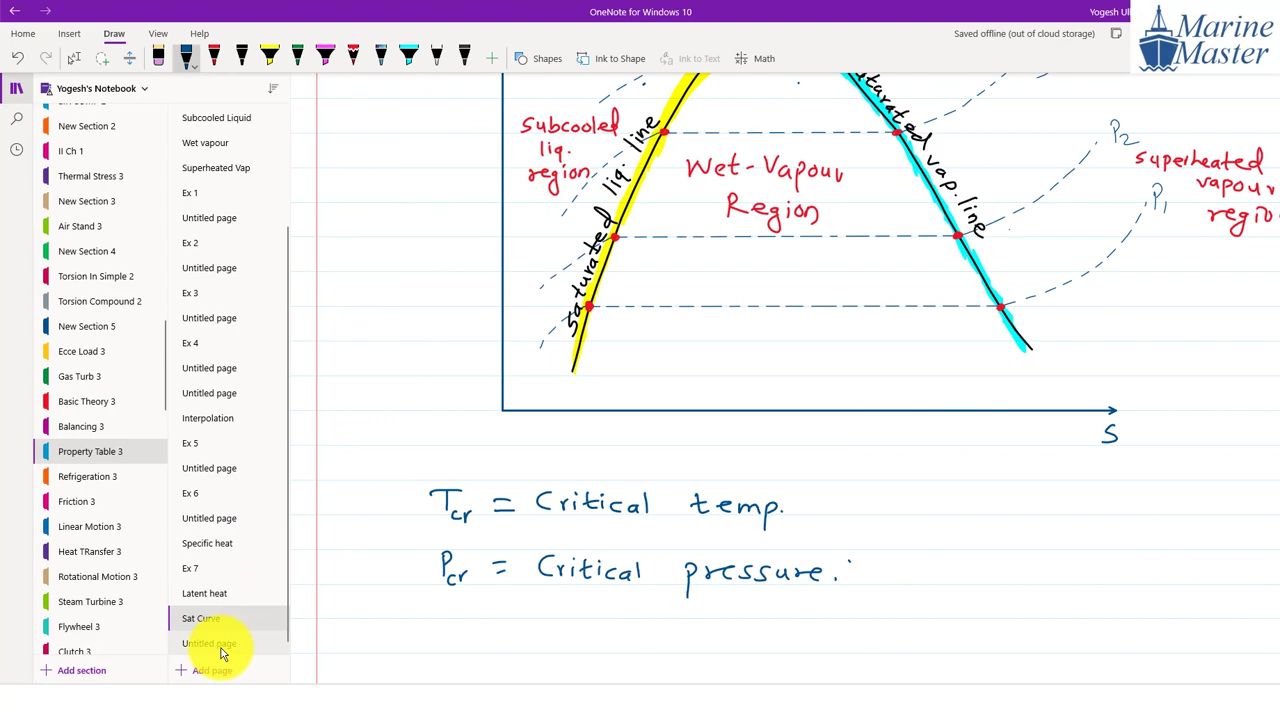 OneNote for Windows 10
Yogesh Ull
Marine
Master
Home
Insert
Draw
View
Help
Saved offline (out of cloud storage)
Shapes
Ink to Shape
Ink to Text
Math
Yogesh's Notebook
New Section 2
II Ch 1
Thermal Stress 3
New Section 3
Air Stand 3
New Section 4
Torsion In Simple 2
Torsion Compound 2
New Section 5
Ecce Load 3
Gas Turb 3
Basic Theory 3
Balancing 3
Property Table 3
Refrigeration 3
Friction 3
Linear Motion 3
Heat TRansfer 3
Rotational Motion 3
Steam Turbine 3
Flywheel 3
Clutch 3
Add section
Subcooled Liquid
Wet vapour
Superheated Vap
Ex 1
Untitled page
Ex 2
Untitled page
Ex 3
Untitled page
Ex 4
Untitled page
Untitled page
Interpolation
Ex 5
Untitled page
Ex 6
Untitled page
Specific heat
Ex 7
Latent heat
Sat Curve
Untitled page
Add page
subcooled
liq.
region
saturated liq. line
Wet-Vapour
Region
saturated vap. line
P2
superheated
vapour
region
P1
S
Tcr = Critical temp.
Pcr = Critical pressure.